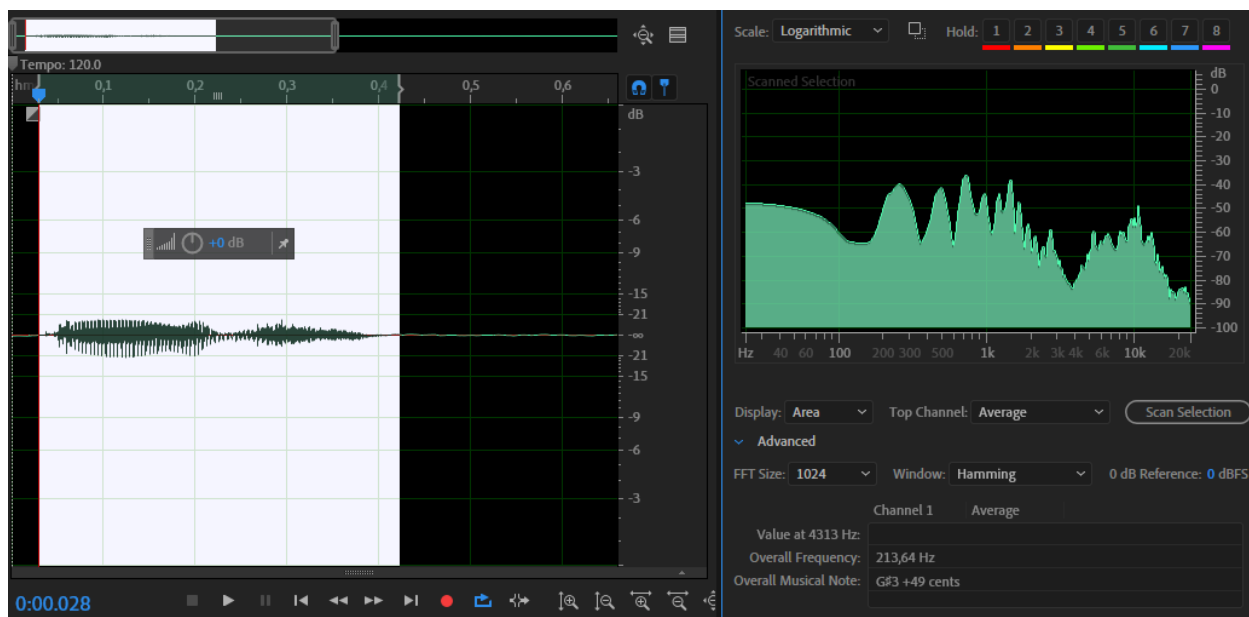 Tempo: 120.0
hms 0,1 0,2 0,3 0,4 0,5 0,6
dB
-3
-6
-9
-15
-21
-∞
-21
-15
-9
-6
-3
+0 dB
0:00.028
Scale: Logarithmic Hold: 1 2 3 4 5 6 7 8
Scanned Selection
dB
0
-10
-20
-30
-40
-50
-60
-70
-80
-90
-100
Hz 40 60 100 200 300 500 1k 2k 3k 4k 6k 10k 20k
Display: Area Top Channel: Average Scan Selection
Advanced
FFT Size: 1024 Window: Hamming 0 dB Reference: 0 dBFS
Channel 1 Average
Value at 4313 Hz:
Overall Frequency: 213,64 Hz
Overall Musical Note: G♯3 +49 cents